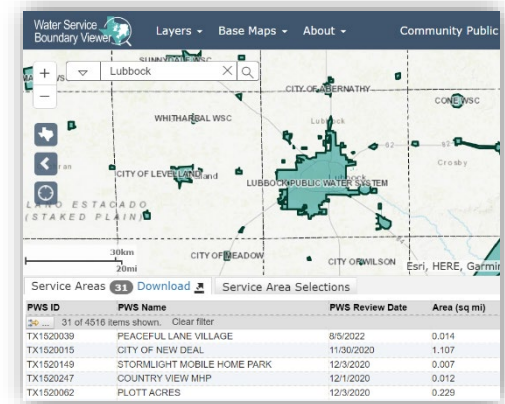 Water Service
Boundary Viewer
Layers
Base Maps
About
Community Public
SUNNYDALE WSC
Lubbock
CITY OF ABERNATHY
CONE WSC
WHITHARRAL WSC
Lubbock
82
Crosby
CITY OF LEVELLAND
LUBBOCK PUBLIC WATER SYSTEM
Lubbock
LLANO ESTACADO
(STAKED PLAIN)
84
30km
20mi
CITY OF MEADOW
CITY OF WILSON
Esri, HERE, Garmin
Service Areas 31 Download
Service Area Selections
PWS ID PWS Name PWS Review Date Area (sq mi)
... 31 of 4516 items shown. Clear filter
TX1520039 PEACEFUL LANE VILLAGE 8/5/2022 0.014
TX1520015 CITY OF NEW DEAL 11/30/2020 1.107
TX1520149 STORMLIGHT MOBILE HOME PARK 12/3/2020 0.007
TX1520247 COUNTRY VIEW MHP 12/1/2020 0.012
TX1520062 PLOTT ACRES 12/3/2020 0.229